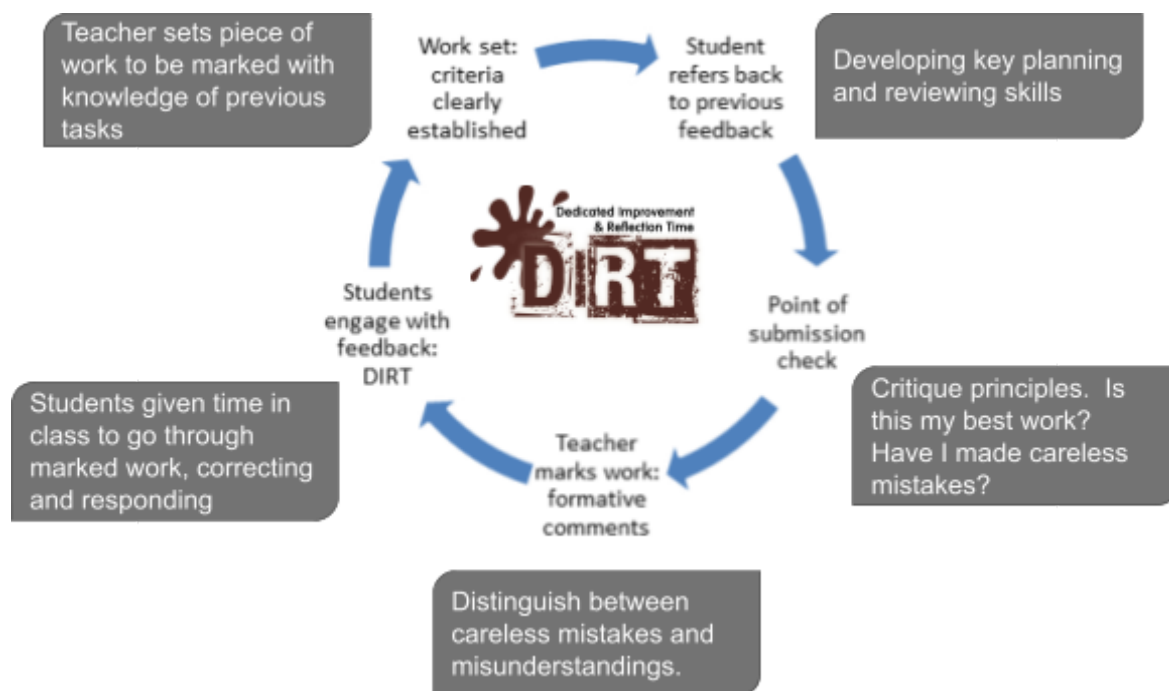 Teacher sets piece of
work to be marked with
knowledge of previous
tasks
Work set:
criteria
clearly
established
Student
refers back
to previous
feedback
Developing key planning
and reviewing skills
Dedicated Improvement
& Reflection Time
DIRT
Point of
submission
check
Critique principles.  Is
this my best work?
Have I made careless
mistakes?
Teacher
marks work:
formative
comments
Distinguish between
careless mistakes and
misunderstandings.
Students
engage with
feedback:
DIRT
Students given time in
class to go through
marked work, correcting
and responding